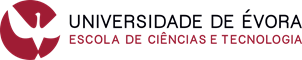 UNIVERSIDADE DE ÉVORA
ESCOLA DE CIÊNCIAS E TECNOLOGIA